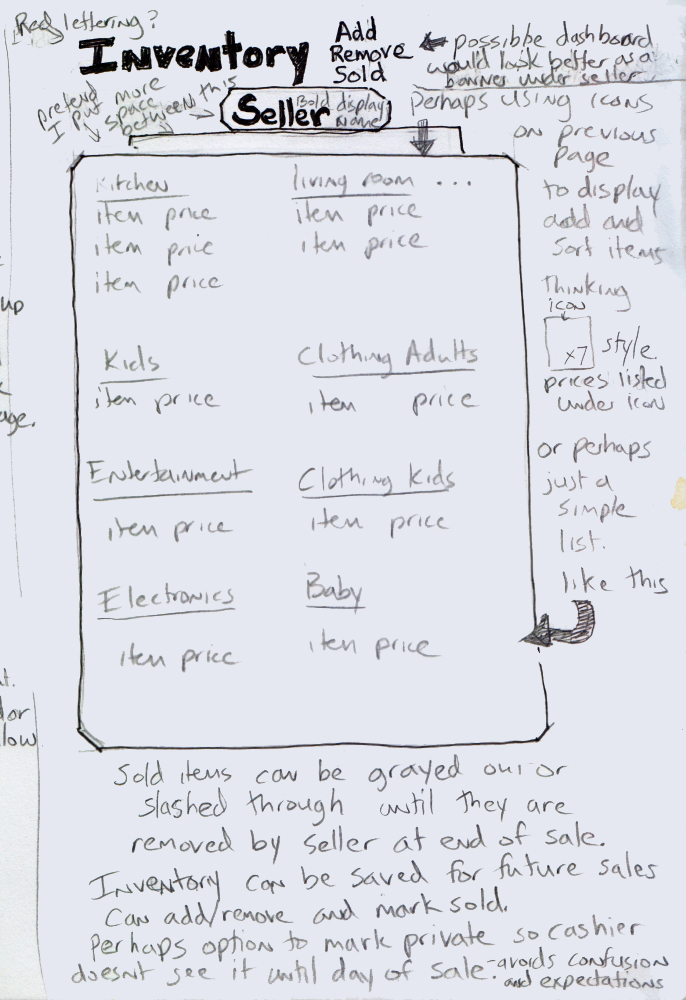 Red lettering?
Inventory
Add
Remove
Sold
possibbe dashboard
would look better as a
banner under seller
pretend
I put more
space
between this
Seller
Bold display
Name
perhaps using icons
on previous
page
to display
add and
sort items
Thinking
icon
x7 style.
prices listed
under icon
or perhaps
just a
simple
list.
like this
Kitchen
item price
item price
item price
living room ...
item price
item price
Kids
item price
Clothing Adults
item price
Entertainment
item price
Clothing Kids
item price
Electronics
item price
Baby
item price
Sold items can be grayed out or
slashed through until they are
removed by seller at end of sale.
Inventory can be saved for future sales
Can add/remove and mark sold.
Perhaps option to mark private so cashier
doesnt see it until day of sale.
-avoids confusion
and expectations
up
age.
low